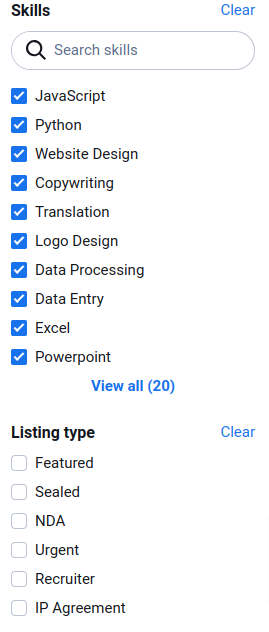 Skills Clear
Search skills
JavaScript
Python
Website Design
Copywriting
Translation
Logo Design
Data Processing
Data Entry
Excel
Powerpoint
View all (20)
Listing type Clear
Featured
Sealed
NDA
Urgent
Recruiter
IP Agreement